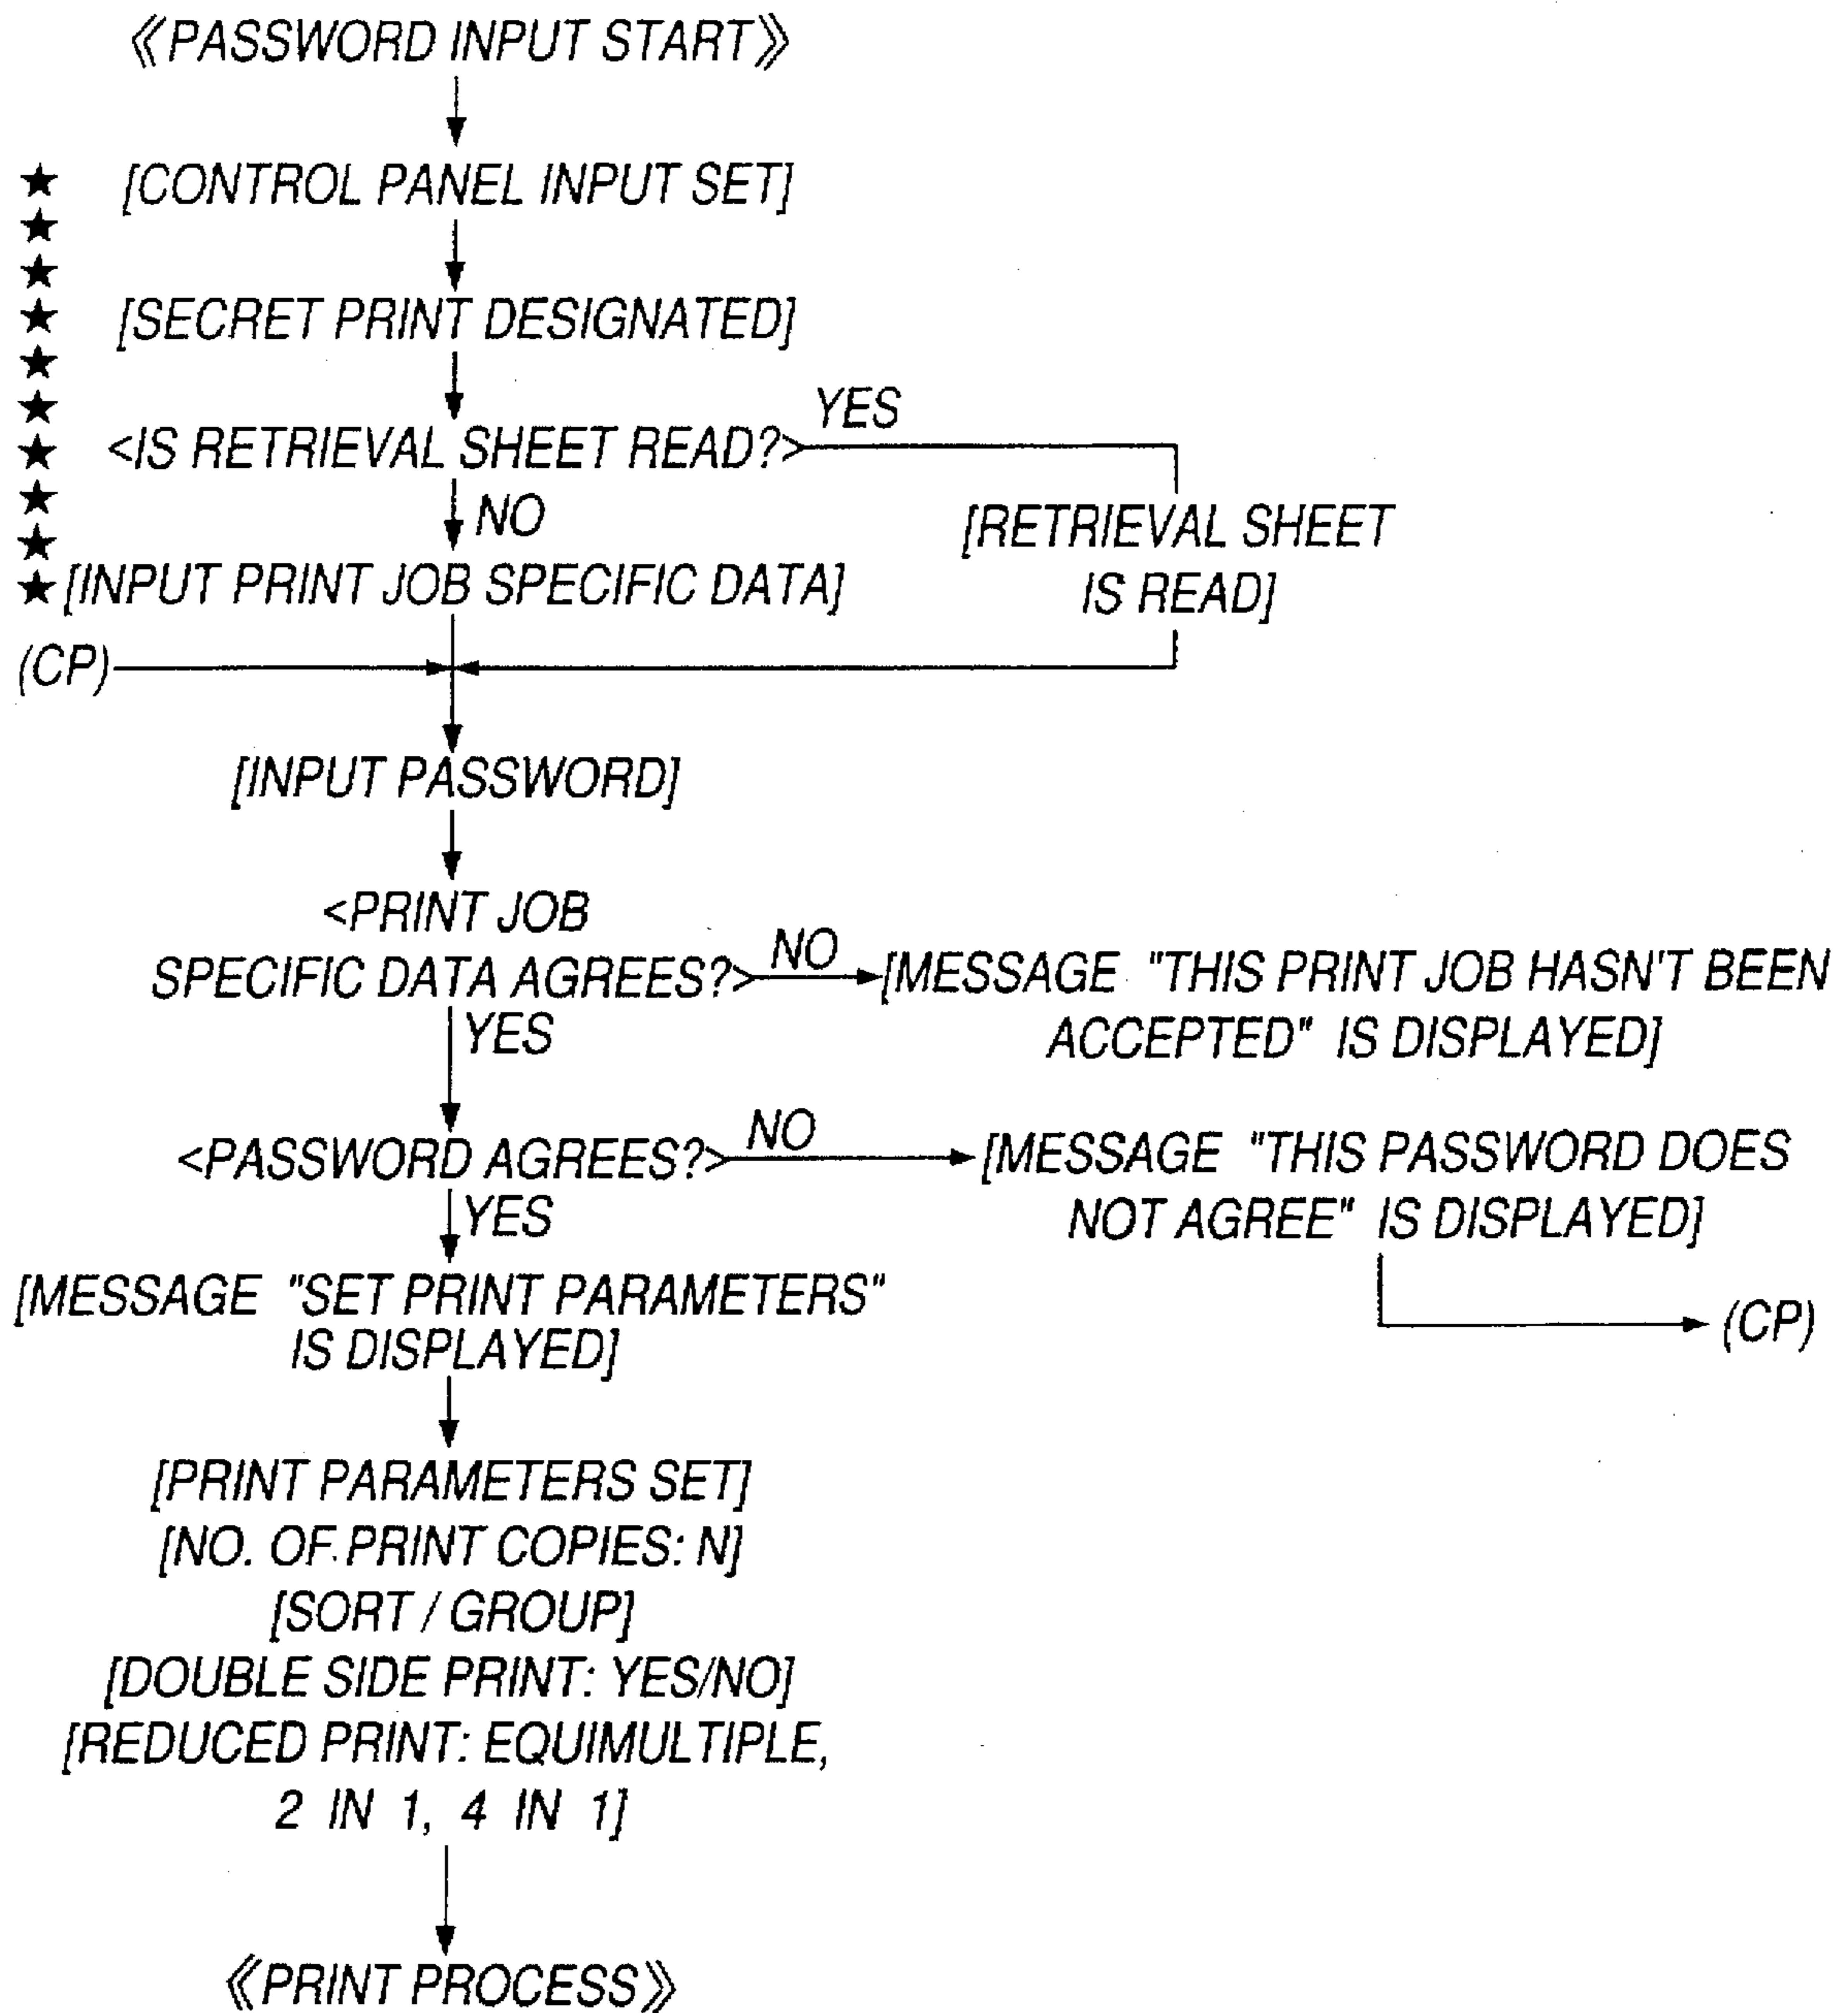 《PASSWORD INPUT START》
★ [CONTROL PANEL INPUT SET]
★
★
★ [SECRET PRINT DESIGNATED]
★
★ YES
★ <IS RETRIEVAL SHEET READ?>
★ NO
★ [RETRIEVAL SHEET
★ [INPUT PRINT JOB SPECIFIC DATA]
IS READ]
(CP)
[INPUT PASSWORD]
<PRINT JOB
SPECIFIC DATA AGREES?> NO [MESSAGE "THIS PRINT JOB HASN'T BEEN
ACCEPTED" IS DISPLAYED]
YES
<PASSWORD AGREES?> NO [MESSAGE "THIS PASSWORD DOES
NOT AGREE" IS DISPLAYED]
YES
(CP)
[MESSAGE "SET PRINT PARAMETERS"
IS DISPLAYED]
[PRINT PARAMETERS SET]
[NO. OF PRINT COPIES: N]
[SORT / GROUP]
[DOUBLE SIDE PRINT: YES/NO]
[REDUCED PRINT: EQUIMULTIPLE,
2 IN 1, 4 IN 1]
《PRINT PROCESS》